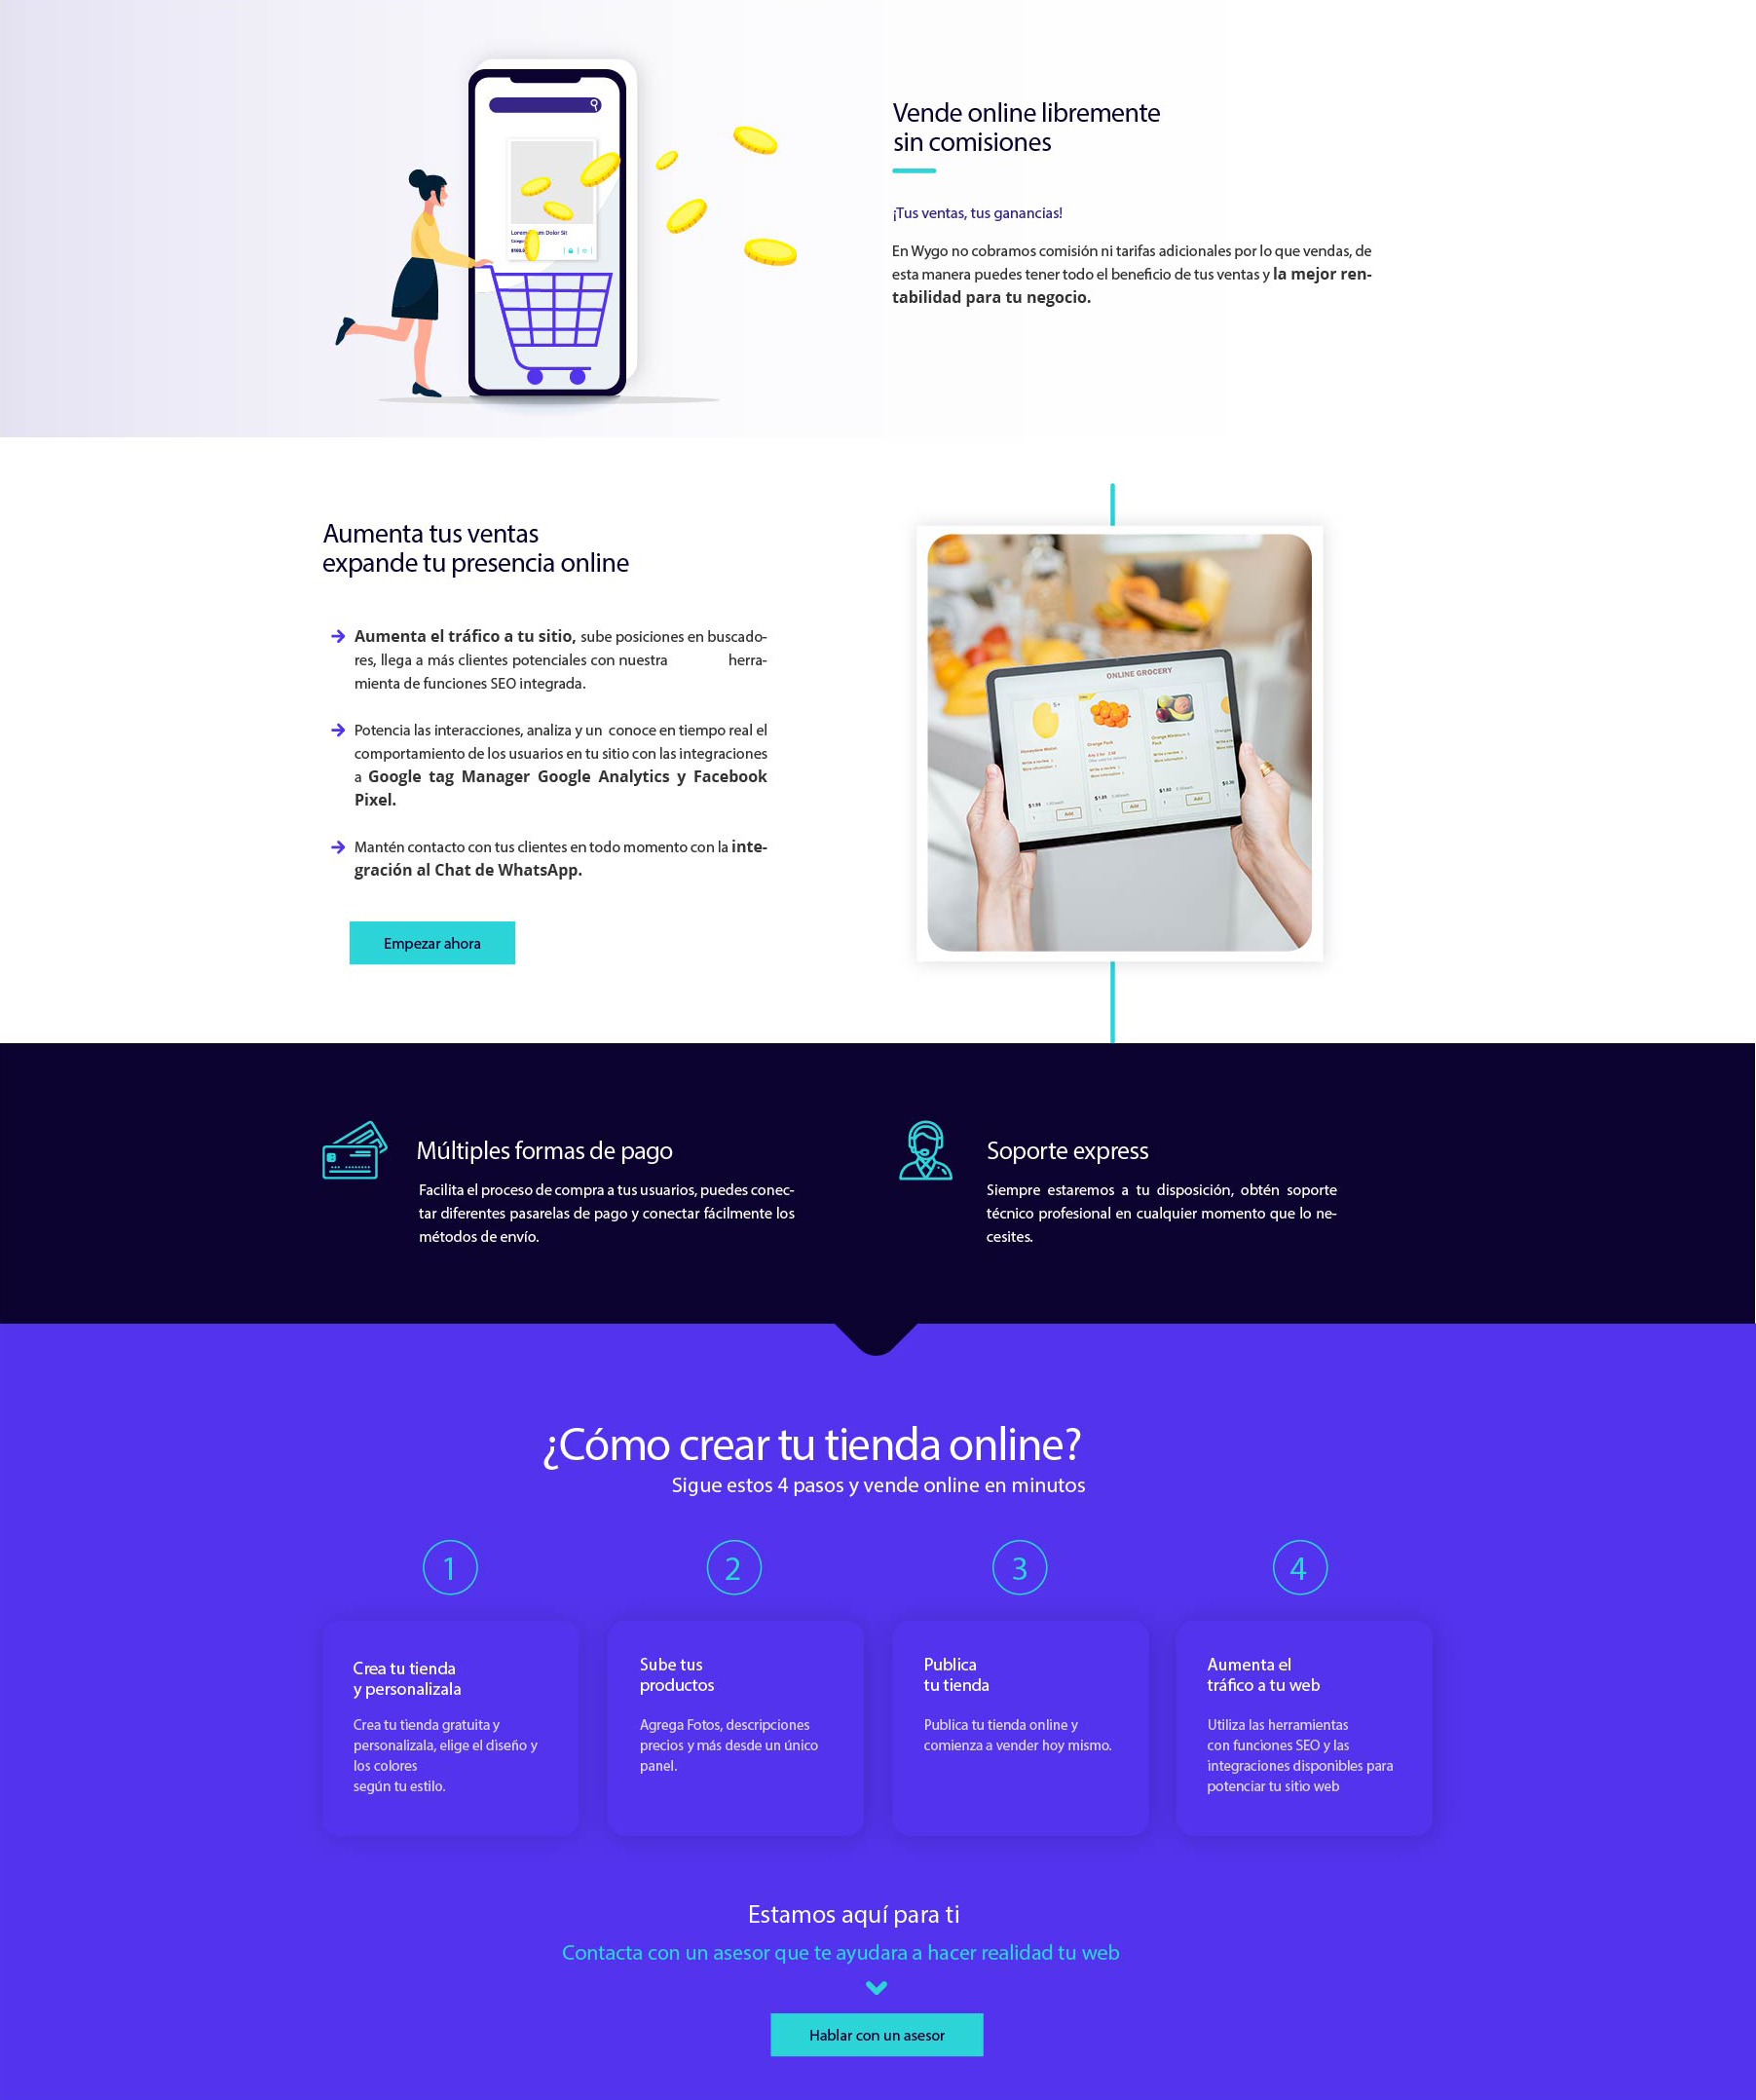 Vende online libremente
sin comisiones
¡Tus ventas, tus ganancias!
En Wygo no cobramos comisión ni tarifas adicionales por lo que vendas, de
esta manera puedes tener todo el beneficio de tus ventas y la mejor ren-
tabilidad para tu negocio.
Aumenta tus ventas
expande tu presencia online
Aumenta el tráfico a tu sitio, sube posiciones en buscado-
res, llega a más clientes potenciales con nuestra herra-
mienta de funciones SEO integrada.
Potencia las interacciones, analiza y un conoce en tiempo real el
comportamiento de los usuarios en tu sitio con las integraciones
a Google tag Manager Google Analytics y Facebook
Pixel.
Mantén contacto con tus clientes en todo momento con la inte-
gración al Chat de WhatsApp.
Empezar ahora
ONLINE GROCERY
Múltiples formas de pago
Facilita el proceso de compra a tus usuarios, puedes conec-
tar diferentes pasarelas de pago y conectar fácilmente los
métodos de envío.
Soporte express
Siempre estaremos a tu disposición, obtén soporte
técnico profesional en cualquier momento que lo ne-
cesites.
¿Cómo crear tu tienda online?
Sigue estos 4 pasos y vende online en minutos
1
2
3
4
Crea tu tienda
y personalizala
Crea tu tienda gratuita y
personalizala, elige el diseño y
los colores
según tu estilo.
Sube tus
productos
Agrega Fotos, descripciones
precios y más desde un único
panel.
Publica
tu tienda
Publica tu tienda online y
comienza a vender hoy mismo.
Aumenta el
tráfico a tu web
Utiliza las herramientas
con funciones SEO y las
integraciones disponibles para
potenciar tu sitio web
Estamos aquí para ti
Contacta con un asesor que te ayudara a hacer realidad tu web
Hablar con un asesor